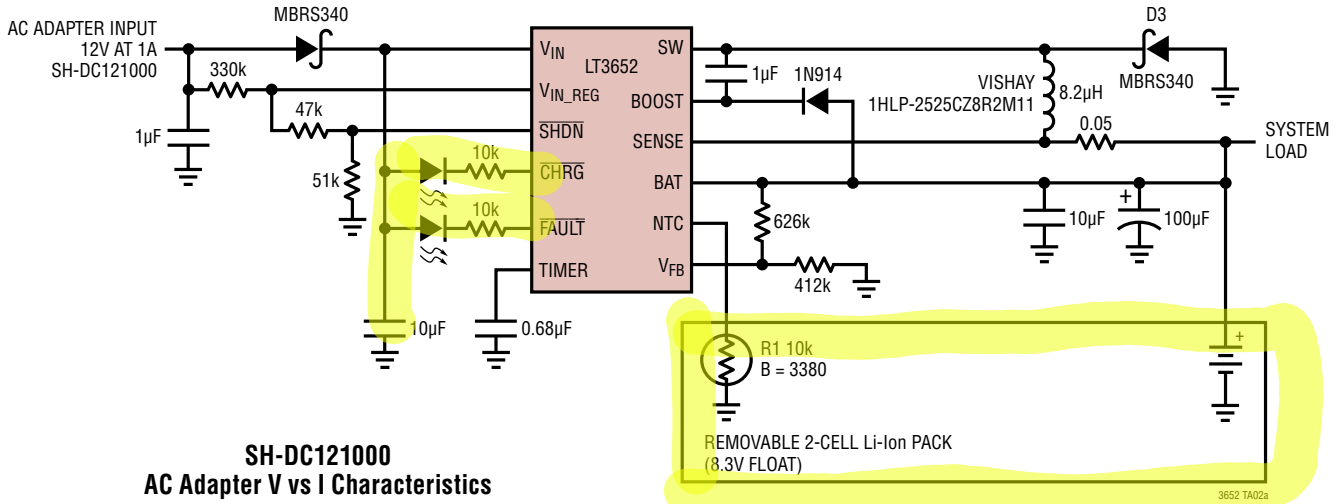 MBRS340
D3
AC ADAPTER INPUT
12V AT 1A
SH-DC121000
VIN
SW
LT3652
330k
1µF
1N914
VISHAY
1HLP-2525CZ8R2M11
8.2µH
MBRS340
VIN_REG
BOOST
47k
0.05
SYSTEM
LOAD
1µF
SHDN
SENSE
51k
10k
CHRG
BAT
10k
FAULT
NTC
626k
10µF
+
100µF
TIMER
VFB
412k
10µF
0.68µF
R1 10k
B = 3380
+
REMOVABLE 2-CELL Li-Ion PACK
(8.3V FLOAT)
SH-DC121000
AC Adapter V vs I Characteristics
3652 TA02a